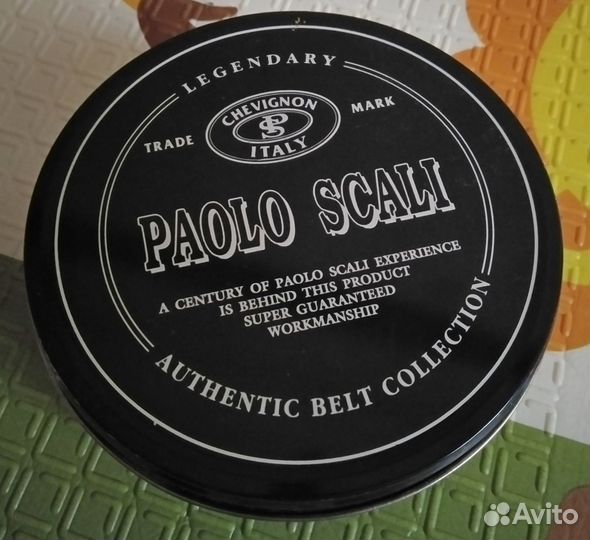 LEGENDARY
TRADE MARK
CHEVIGNON
PS
ITALY
PAOLO SCALI
A CENTURY OF PAOLO SCALI EXPERIENCE
IS BEHIND THIS PRODUCT
SUPER GUARANTEED
WORKMANSHIP
AUTHENTIC BELT COLLECTION
Avito